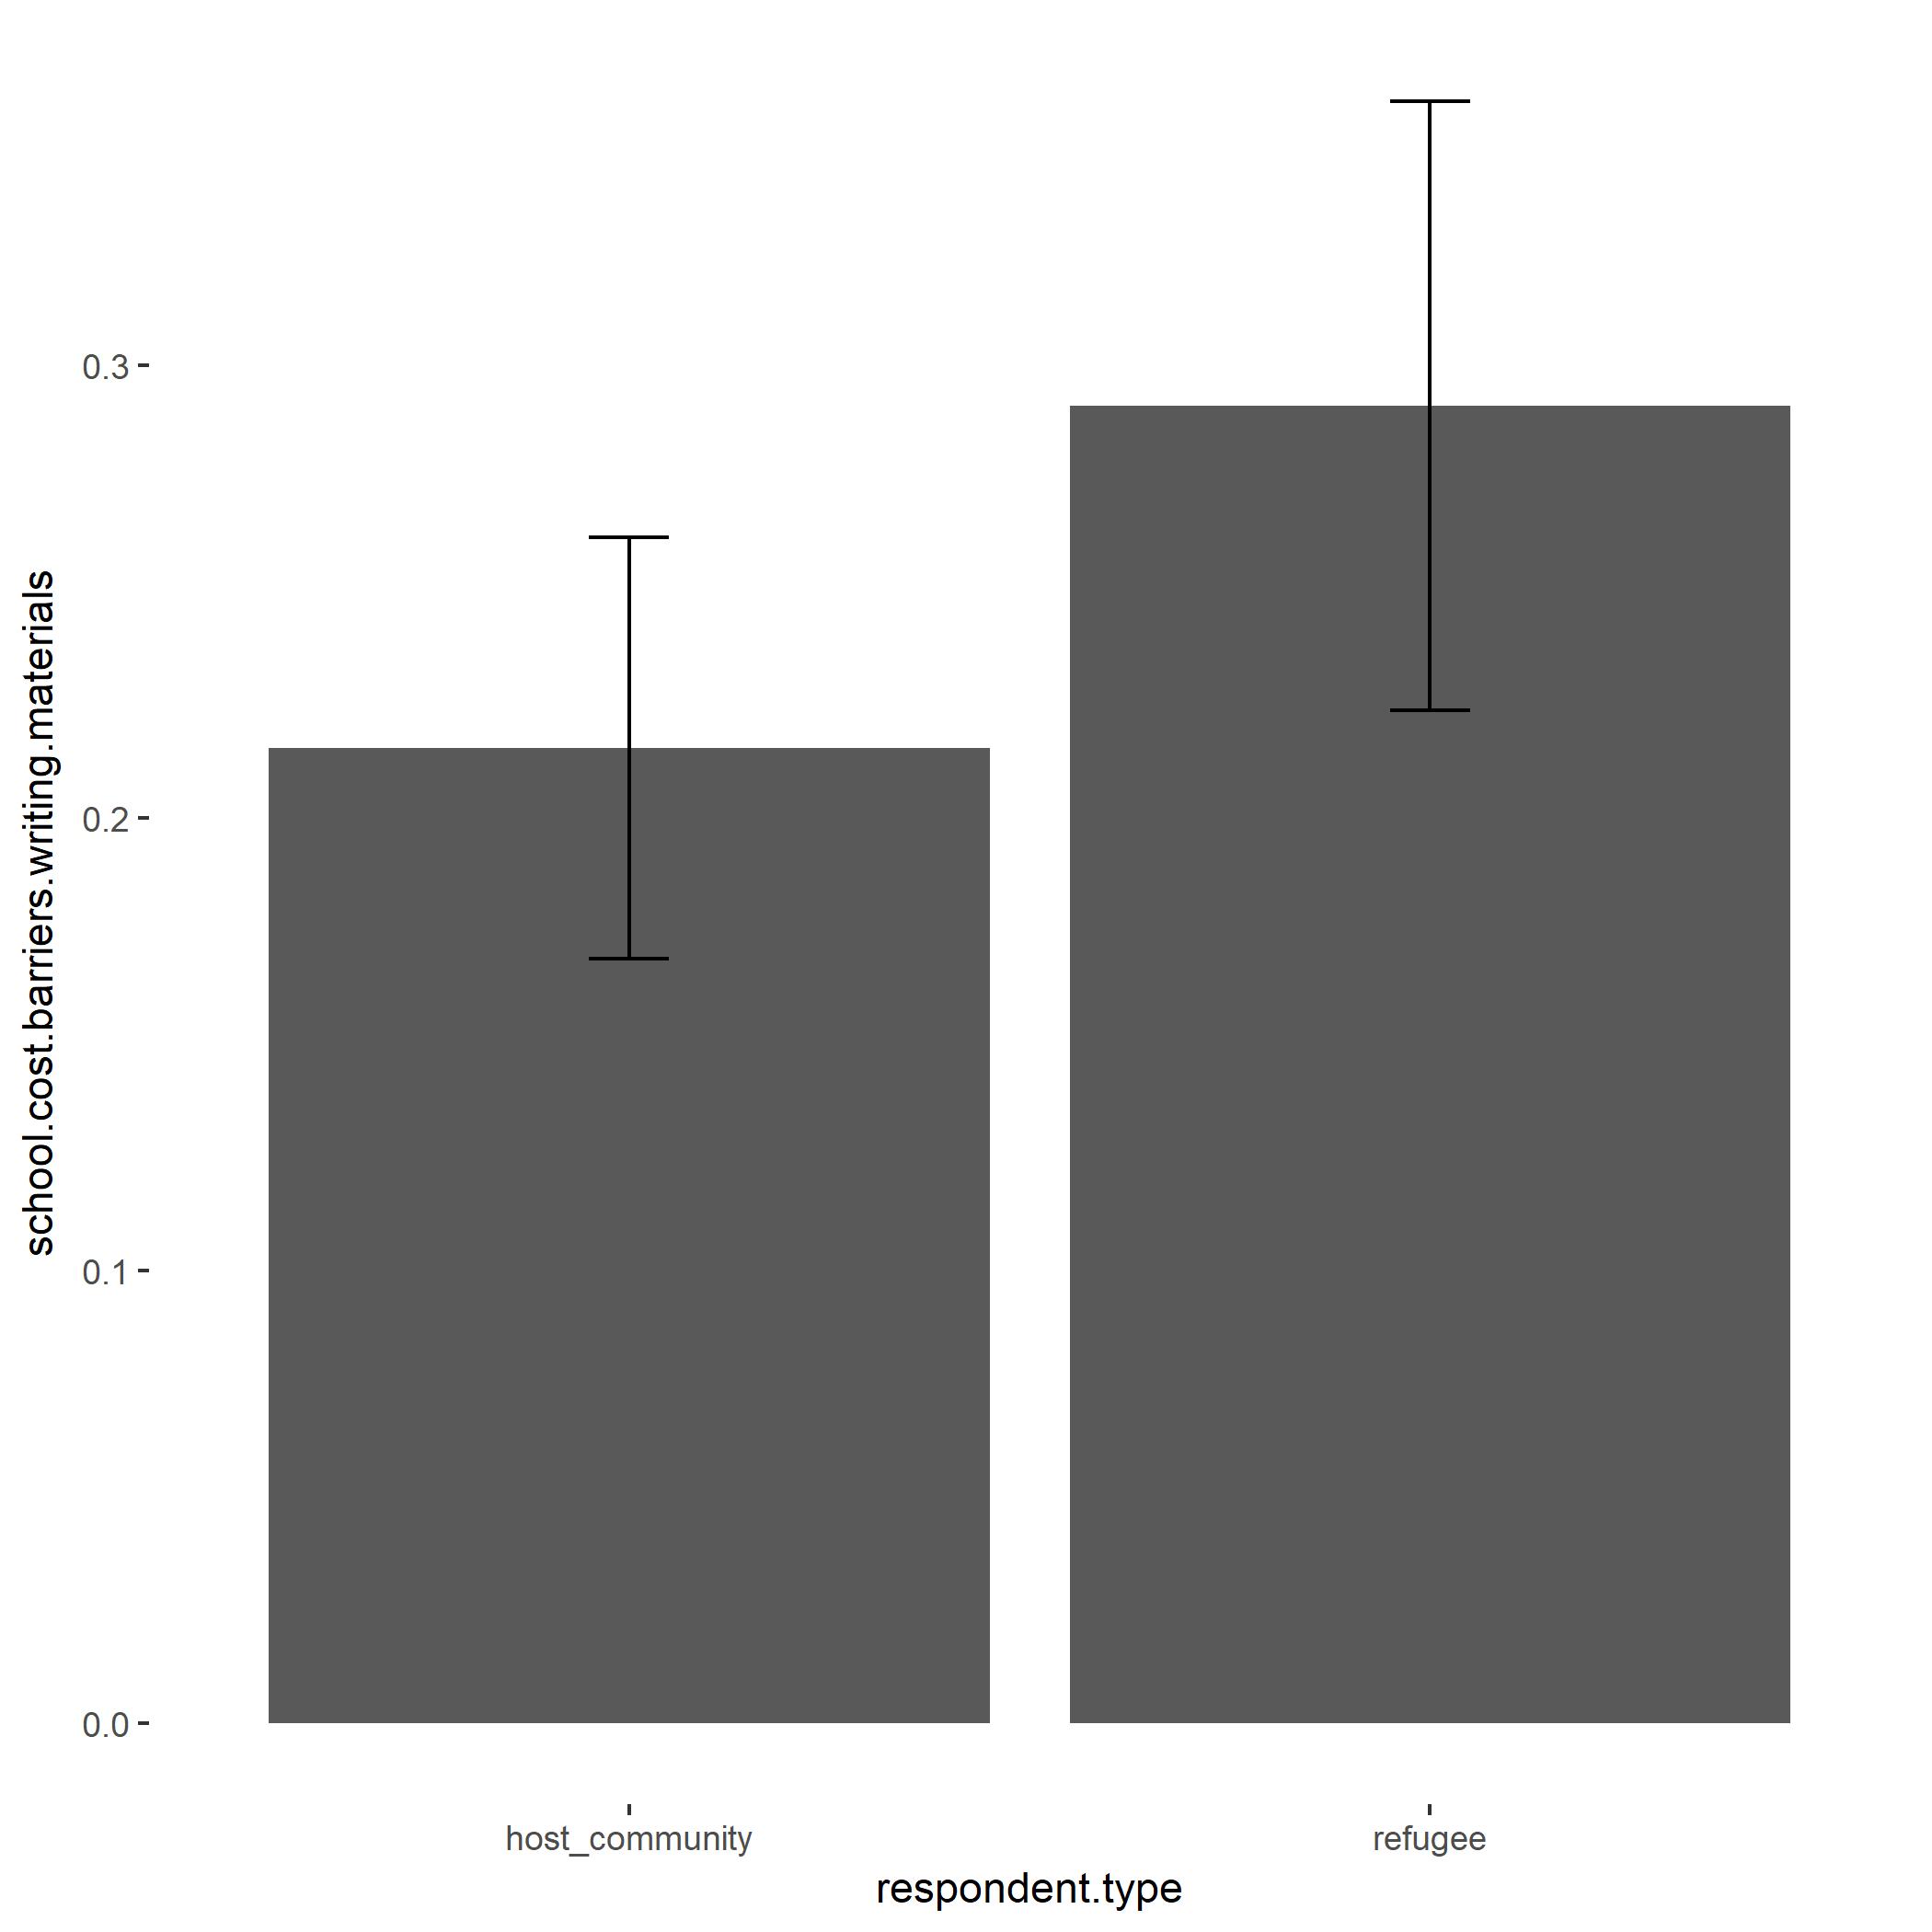 school.cost.barriers.writing.materials
0.3
0.2
0.1
0.0
host_community
refugee
respondent.type